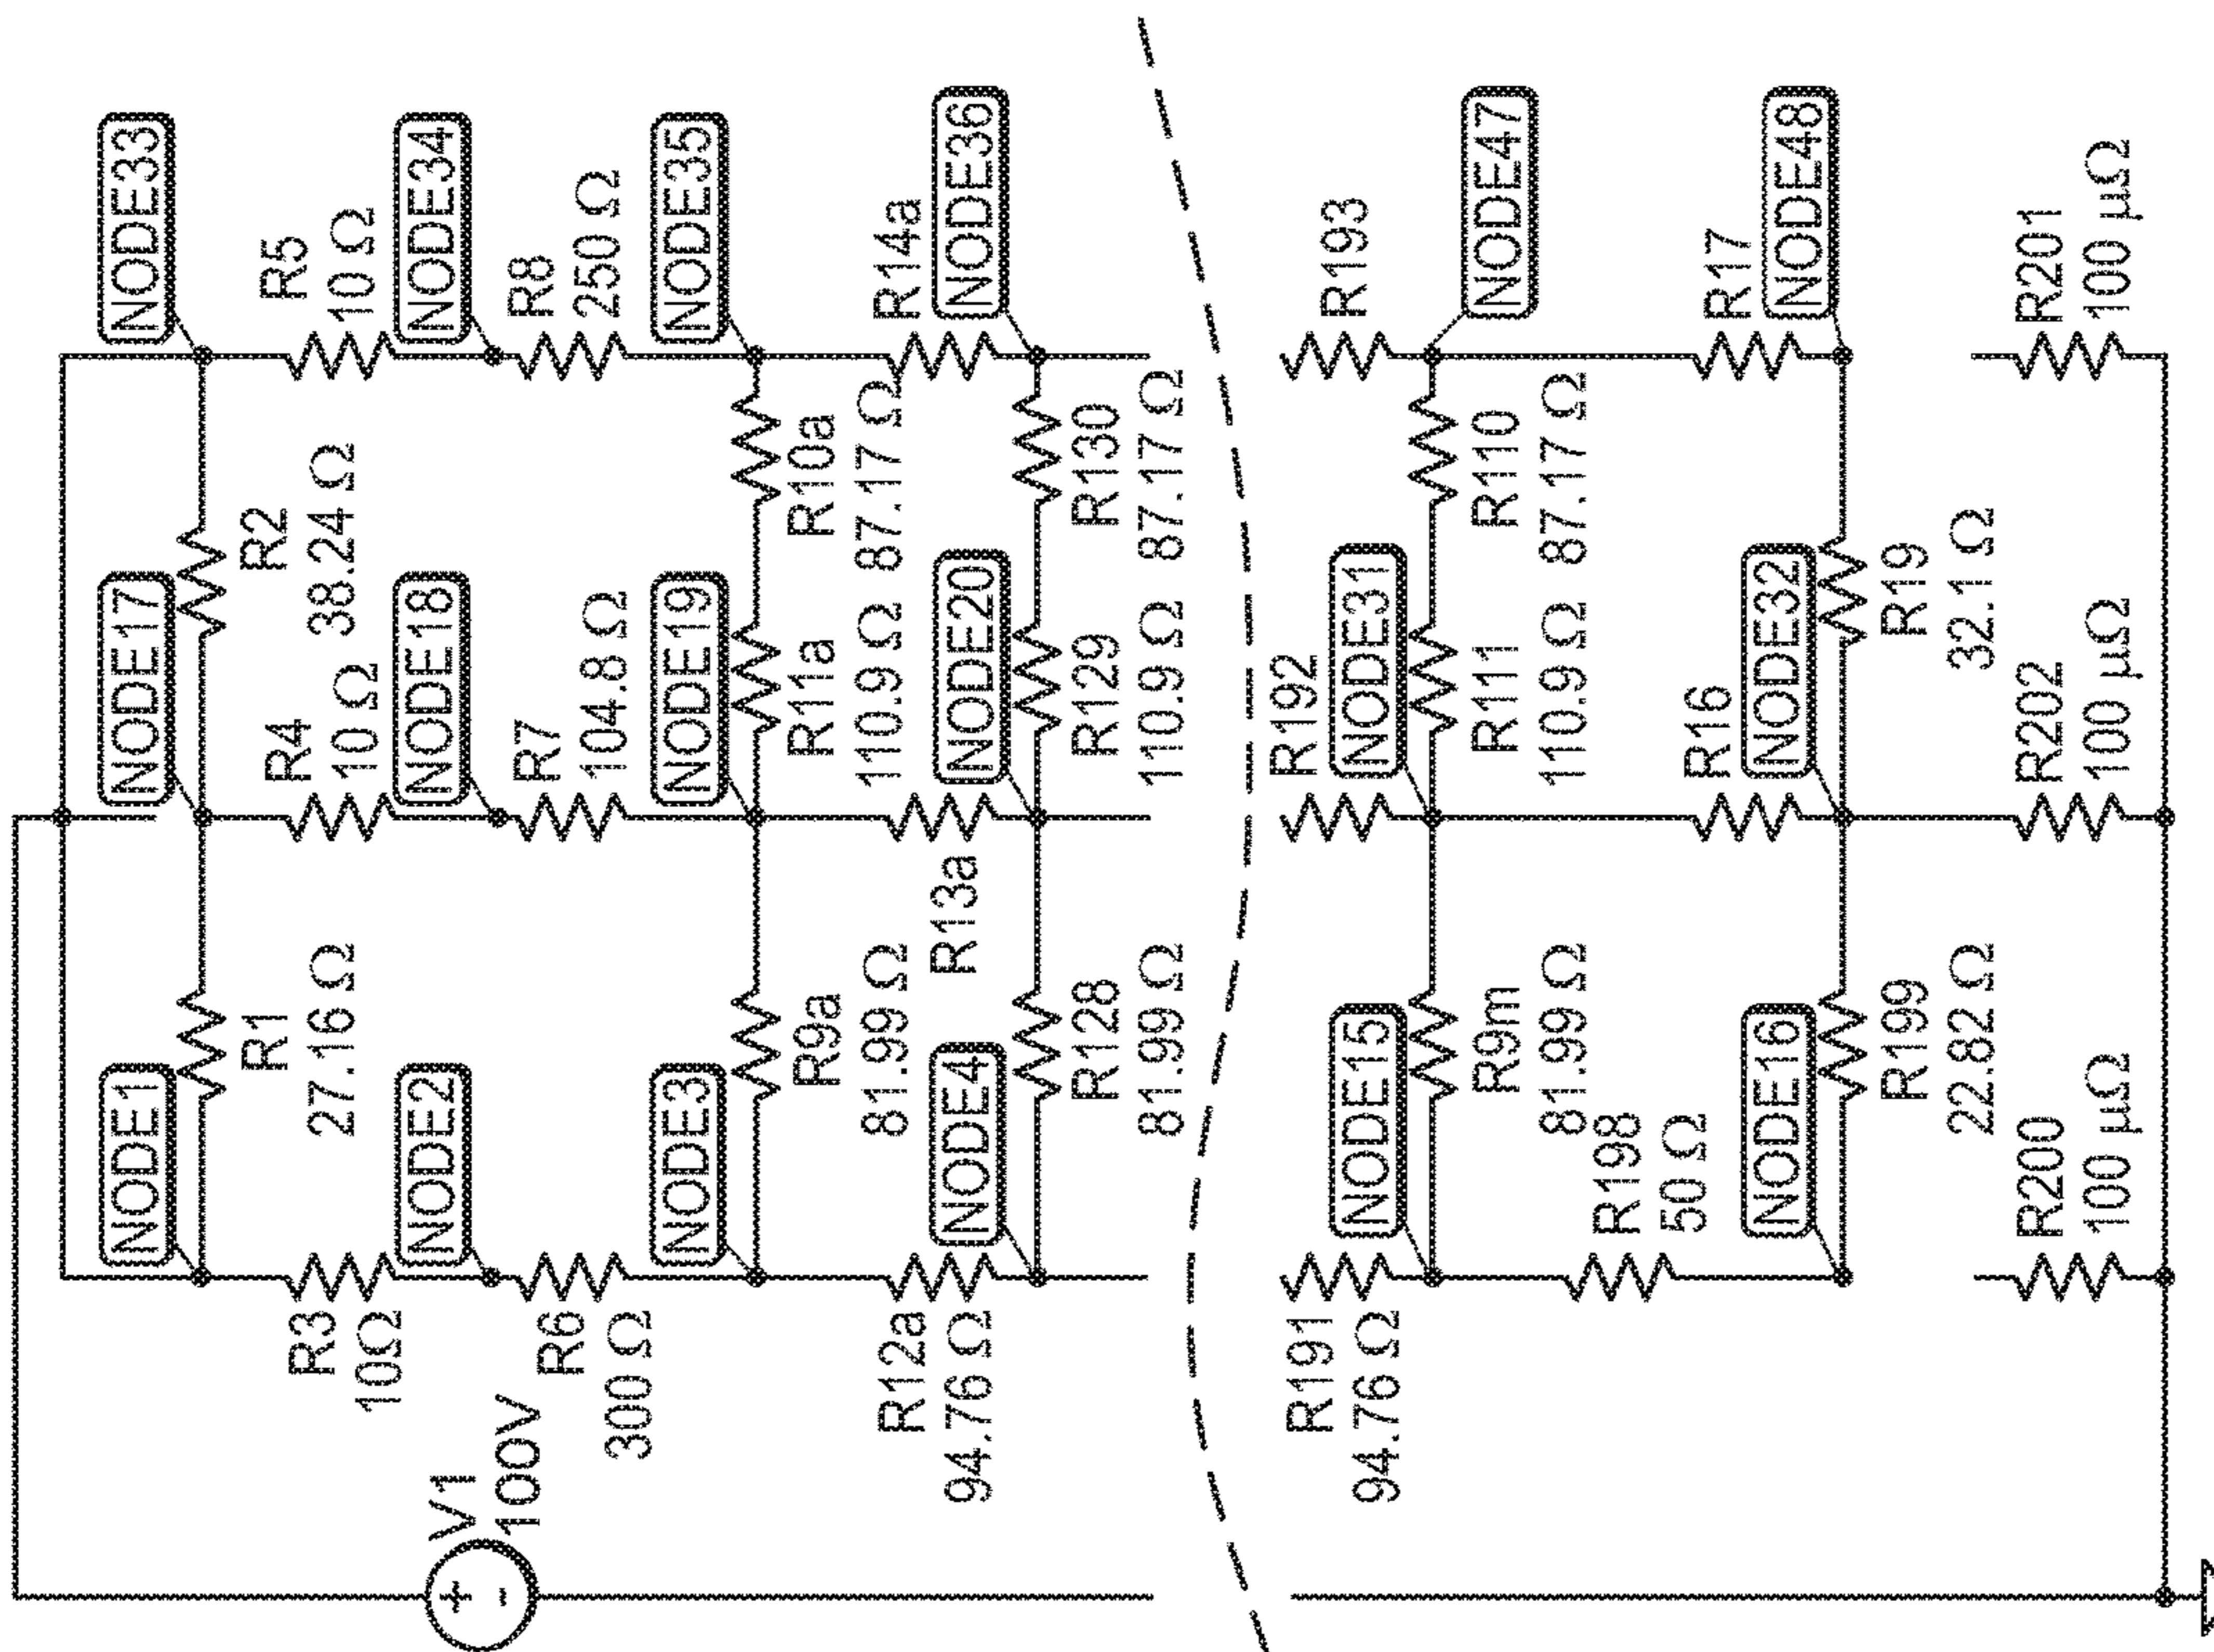 V1
100V
NODE1
R1
27.16 Ω
NODE17
R2
38.24 Ω
NODE33
R3
10Ω
R4
10 Ω
R5
10 Ω
NODE2
NODE18
NODE34
R6
300 Ω
R7
104.8 Ω
R8
250 Ω
NODE3
NODE19
NODE35
R9a
81.99 Ω
R11a
110.9 Ω
R10a
87.17 Ω
R12a
94.76 Ω
R13a
R14a
NODE4
NODE20
NODE36
R128
81.99 Ω
R129
110.9 Ω
R130
87.17 Ω
R191
94.76 Ω
R192
R193
NODE15
NODE31
NODE47
R9m
81.99 Ω
R111
110.9 Ω
R110
87.17 Ω
R198
50 Ω
R16
R17
NODE16
NODE32
NODE48
R199
22.82 Ω
R19
32.1 Ω
R200
100 μΩ
R202
100 μΩ
R201
100 μΩ